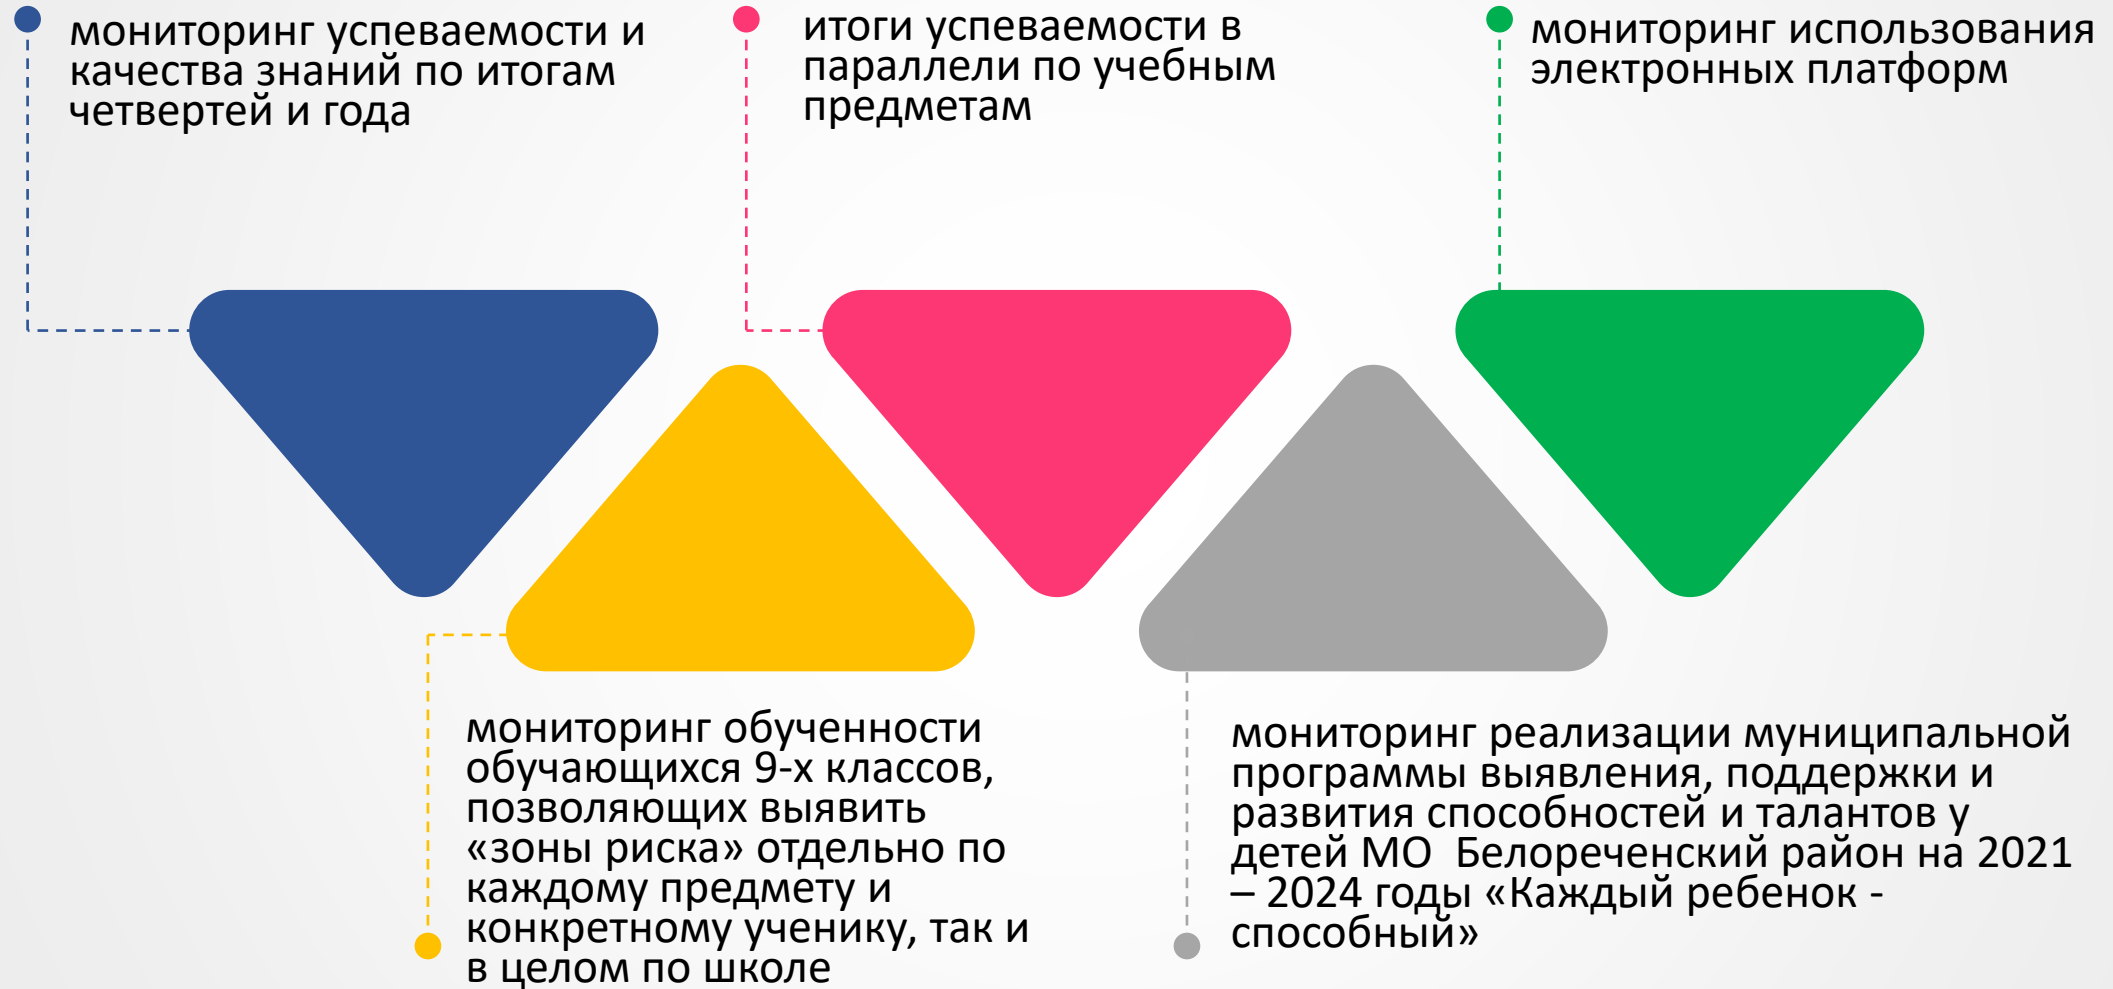 мониторинг успеваемости и
качества знаний по итогам
четвертей и года
итоги успеваемости в
параллели по учебным
предметам
мониторинг использования
электронных платформ
мониторинг обученности
обучающихся 9-х классов,
позволяющих выявить
«зоны риска» отдельно по
каждому предмету и
конкретному ученику, так и
в целом по школе
мониторинг реализации муниципальной
программы выявления, поддержки и
развития способностей и талантов у
детей МО  Белореченский район на 2021
– 2024 годы «Каждый ребенок -
способный»